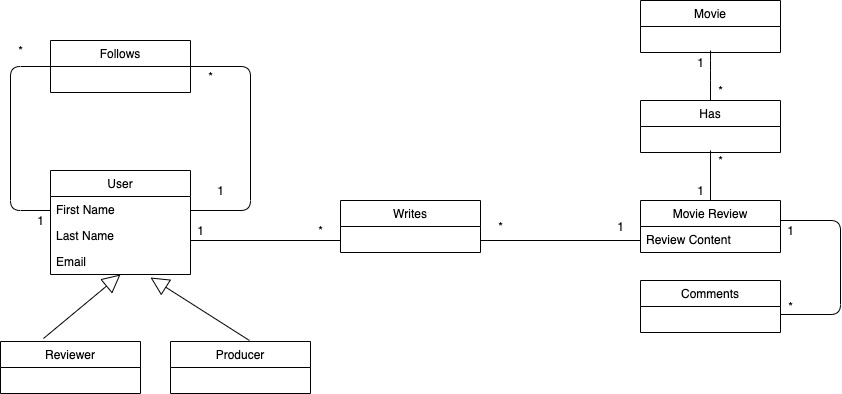 Movie
*
Follows
*
1
*
Has
*
User
1
1
Writes
Movie Review
First Name
1
1
*
*
1
1
Review Content
Last Name
Email
Comments
*
Reviewer
Producer